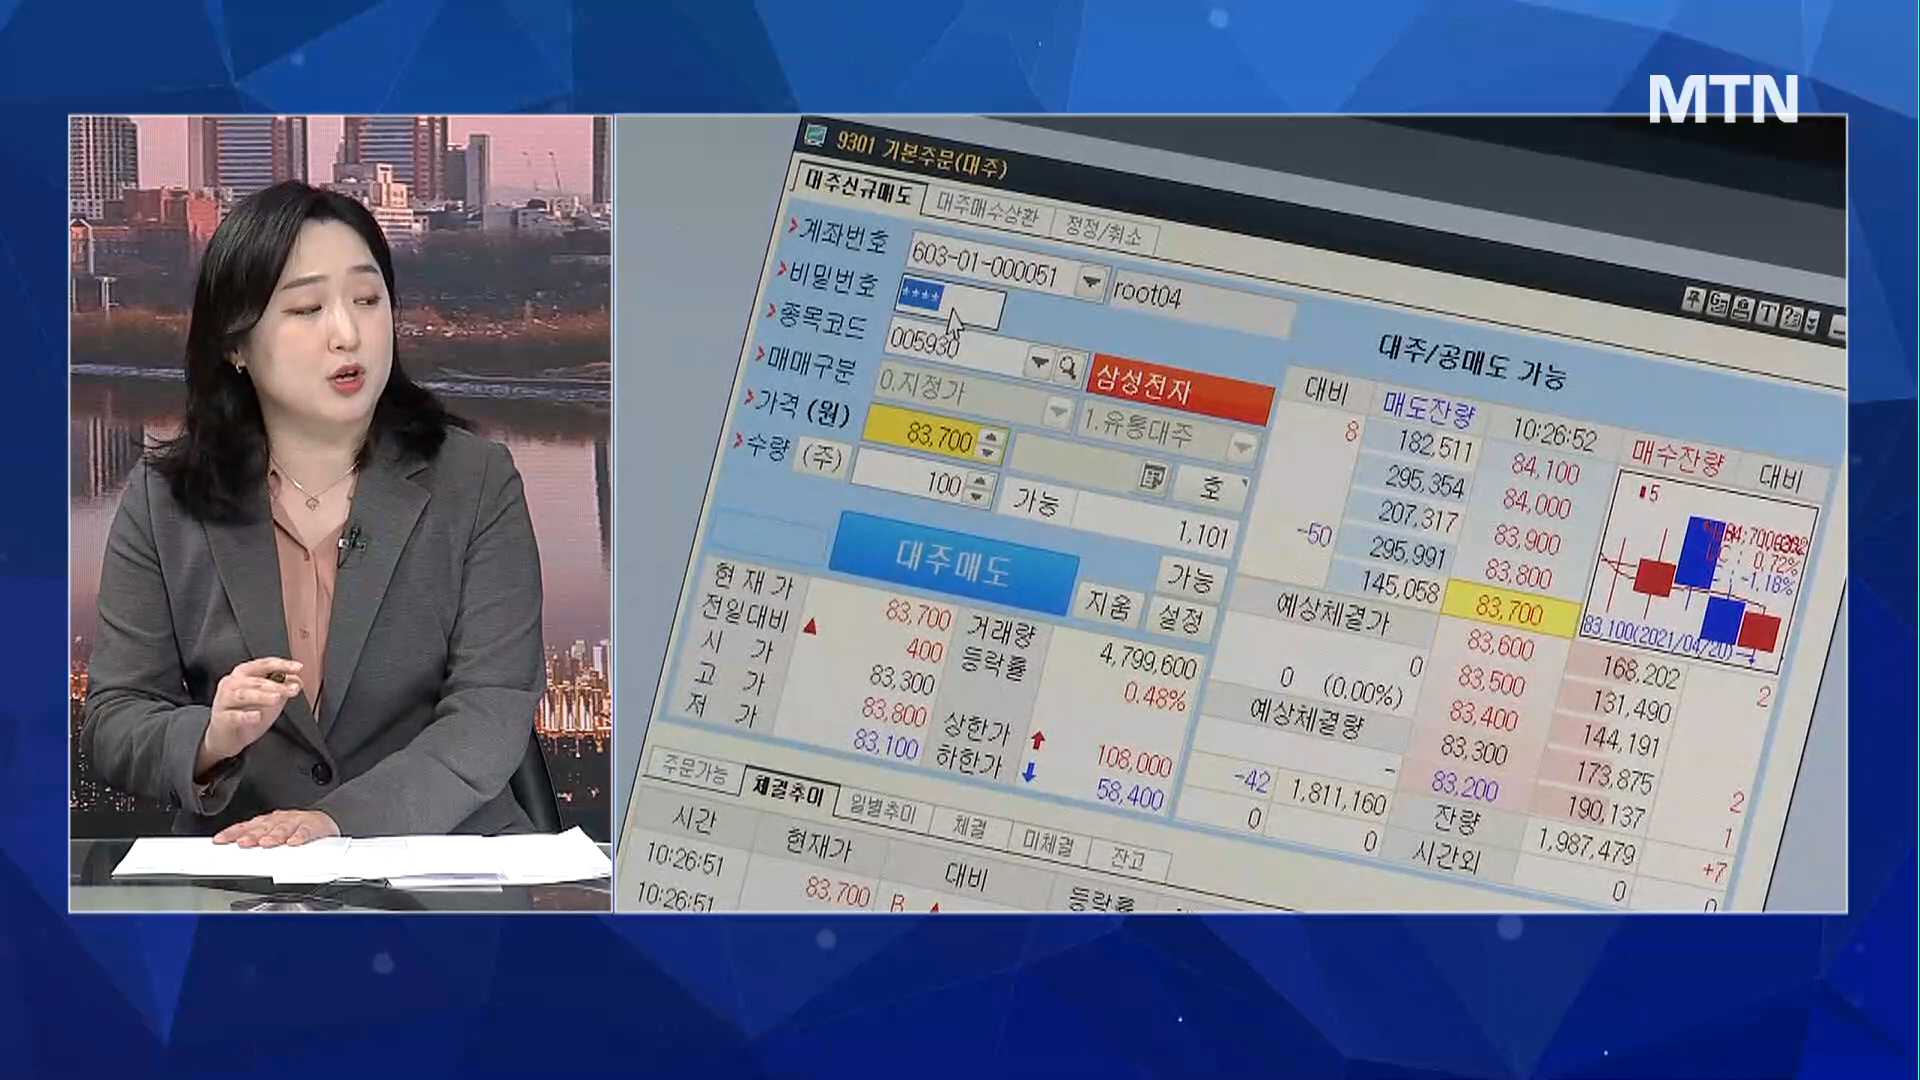 MTN
9301 기본주문(대주)
대주신규매도 대주매수상환 정정/취소
계좌번호 603-01-000051 root04
비밀번호 ****
종목코드 005930 삼성전자
매매구분 0.지정가 1.유통대주
가격 (원) 83,700 호
수량 (주) 100 가능 1,101
대주매도 가능
지움 설정
현재가 83,700 거래량 4,799,600
전일대비 ▲ 400 등락률 0.48%
시 가 83,300
고 가 83,800 상한가 108,000
저 가 83,100 하한가 58,400
대주/공매도 가능
대비 매도잔량 10:26:52 매수잔량 대비
8 182,511 84,100
295,354 84,000
207,317 83,900
-50 295,991 83,800
145,058 83,700
예상체결가 83,600 168,202 2
0 83,500 131,490
0 (0.00%) 83,400 144,191
예상체결량 83,300 173,875 2
- 83,200 190,137 1
-42 1,811,160 잔량 1,987,479 +7
0 0 시간외 0 0
5
0.72%
-1.18%
83,100(2021/04/20)
주문가능 체결추미 일별추미 체결 미체결 잔고
시간 현재가 대비 등락률
10:26:51 83,700
10:26:51